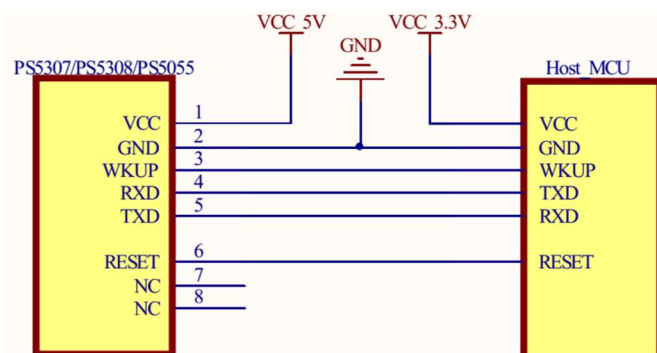 VCC_5V VCC_3.3V
GND
PS5307/PS5308/PS5055 Host_MCU
VCC 1 VCC
GND 2 GND
WKUP 3 WKUP
RXD 4 TXD
TXD 5 RXD
RESET 6 RESET
NC 7
NC 8